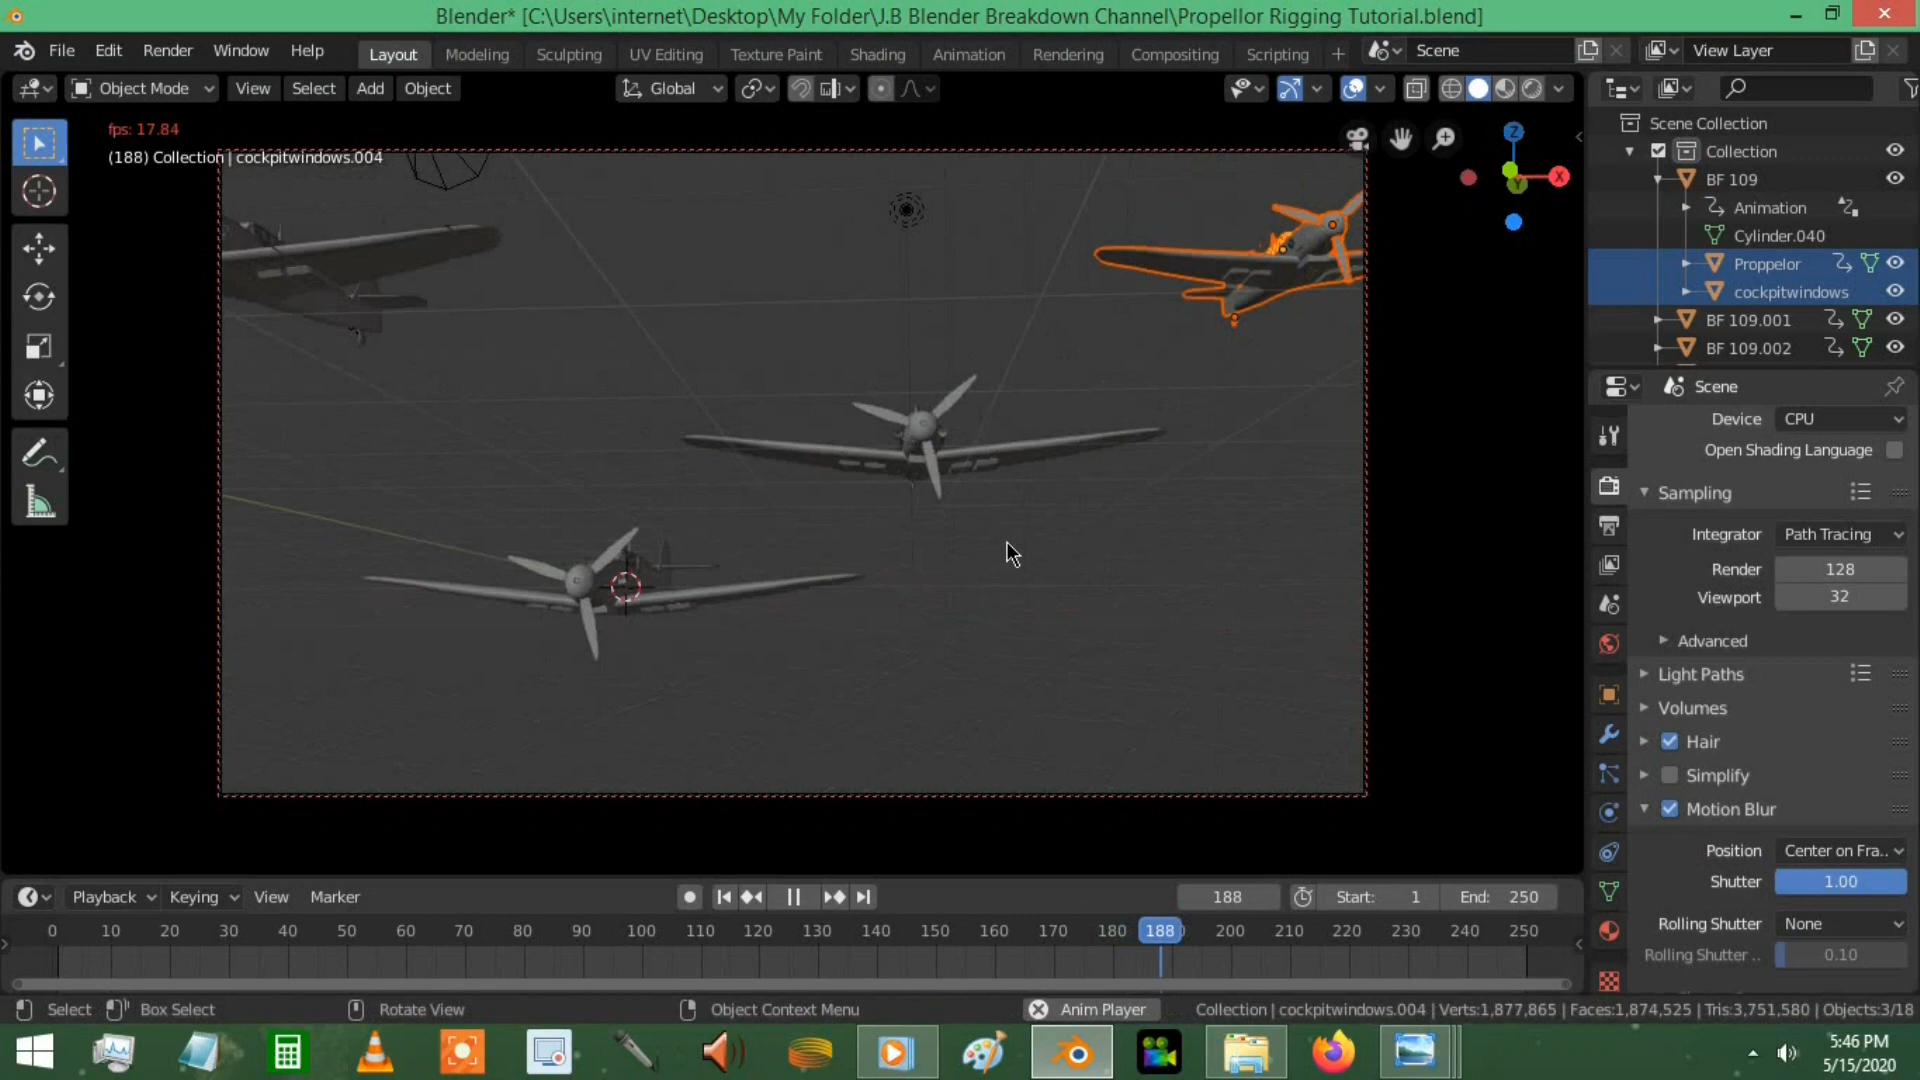 Blender* [C:\Users\internet\Desktop\My Folder\J.B Blender Breakdown Channel\Propellor Rigging Tutorial.blend]
File Edit Render Window Help Layout Modeling Sculpting UV Editing Texture Paint Shading Animation Rendering Compositing Scripting + Scene View Layer
Object Mode View Select Add Object Global
fps: 17.84
(188) Collection | cockpitwindows.004
Z
X
Y
Scene Collection
Collection
BF 109
Animation
Cylinder.040
Proppelor
cockpitwindows
BF 109.001
BF 109.002
Scene
Device CPU
Open Shading Language
Sampling
Integrator Path Tracing
Render 128
Viewport 32
Advanced
Light Paths
Volumes
Hair
Simplify
Motion Blur
Position Center on Fra..
Shutter 1.00
Rolling Shutter None
Rolling Shutter .. 0.10
Playback Keying View Marker 188 Start: 1 End: 250
0 10 20 30 40 50 60 70 80 90 100 110 120 130 140 150 160 170 180 188 200 210 220 230 240 250
Select Box Select Rotate View Object Context Menu Anim Player Collection | cockpitwindows.004 | Verts:1,877,865 | Faces:1,874,525 | Tris:3,751,580 | Objects:3/18
5:46 PM
5/15/2020